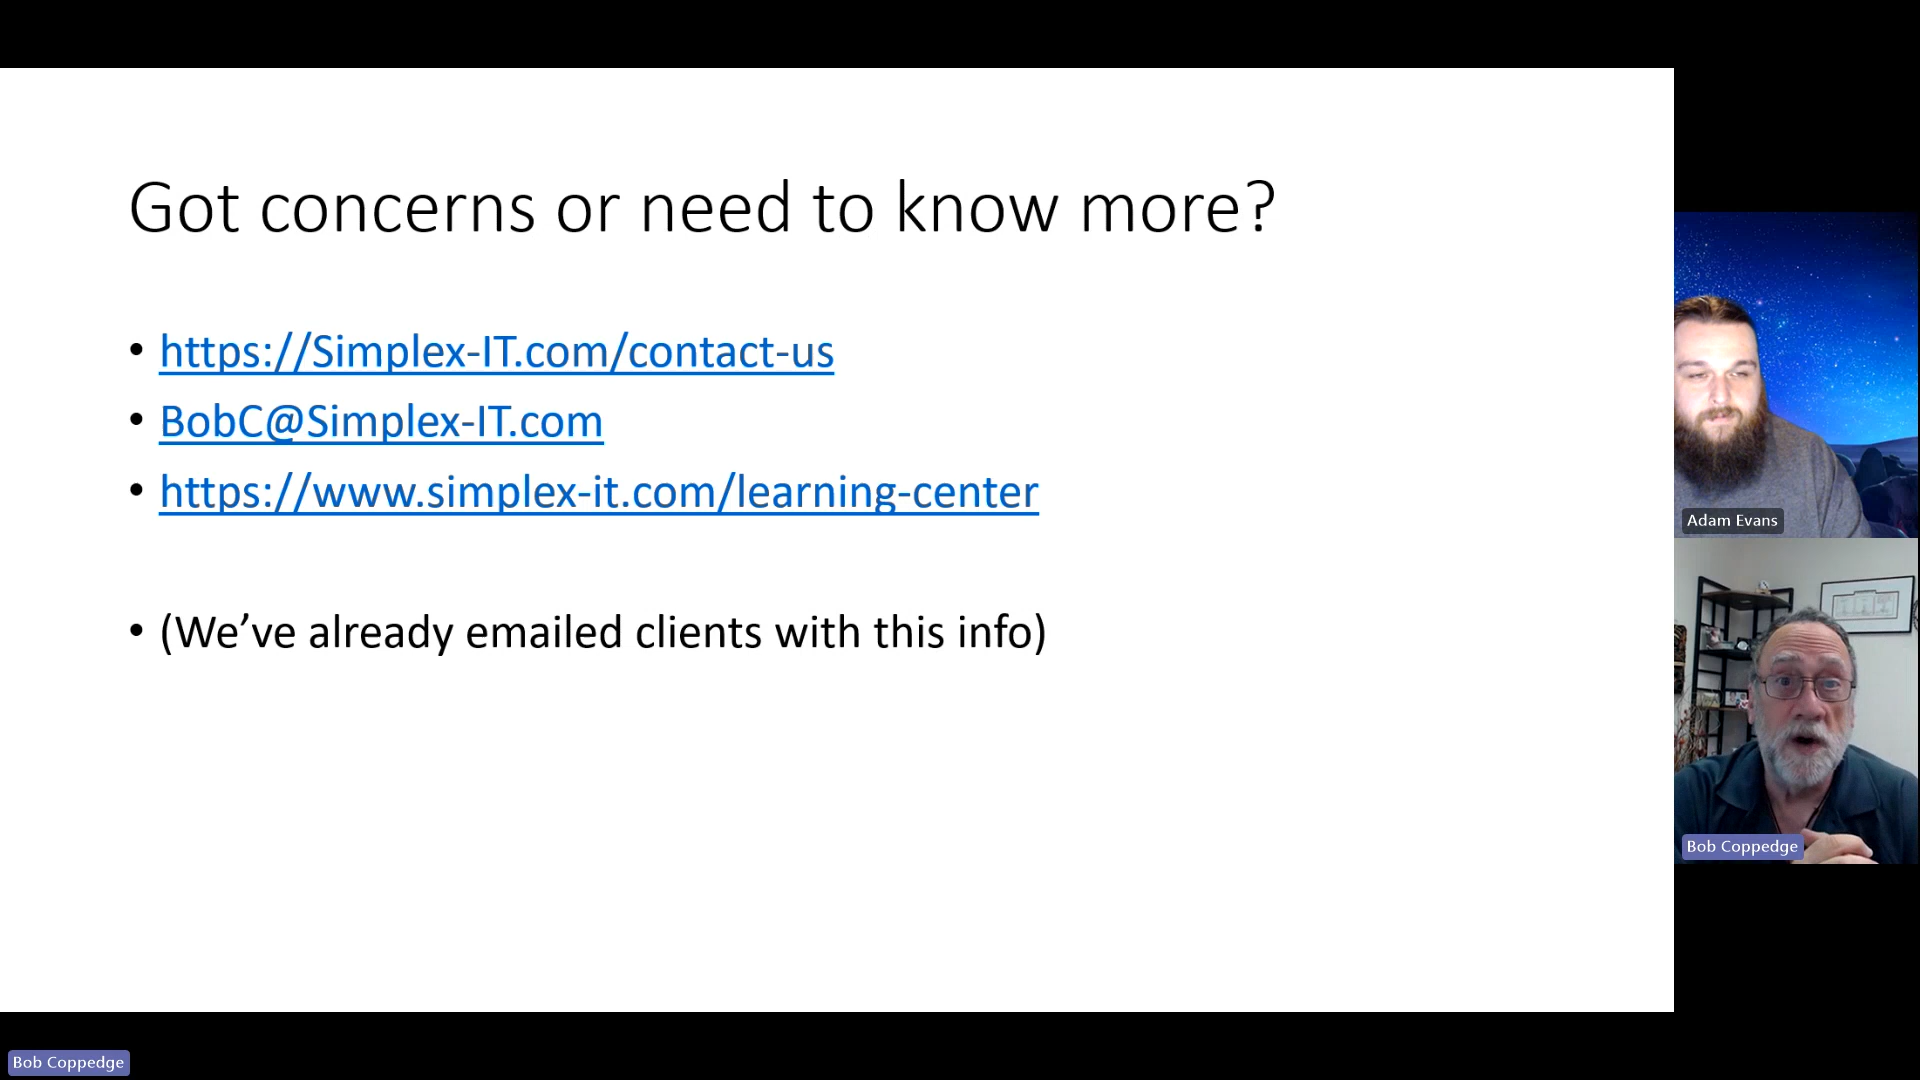 Got concerns or need to know more?
• https://Simplex-IT.com/contact-us
• BobC@Simplex-IT.com
• https://www.simplex-it.com/learning-center
• (We’ve already emailed clients with this info)
Adam Evans
Bob Coppedge
Bob Coppedge